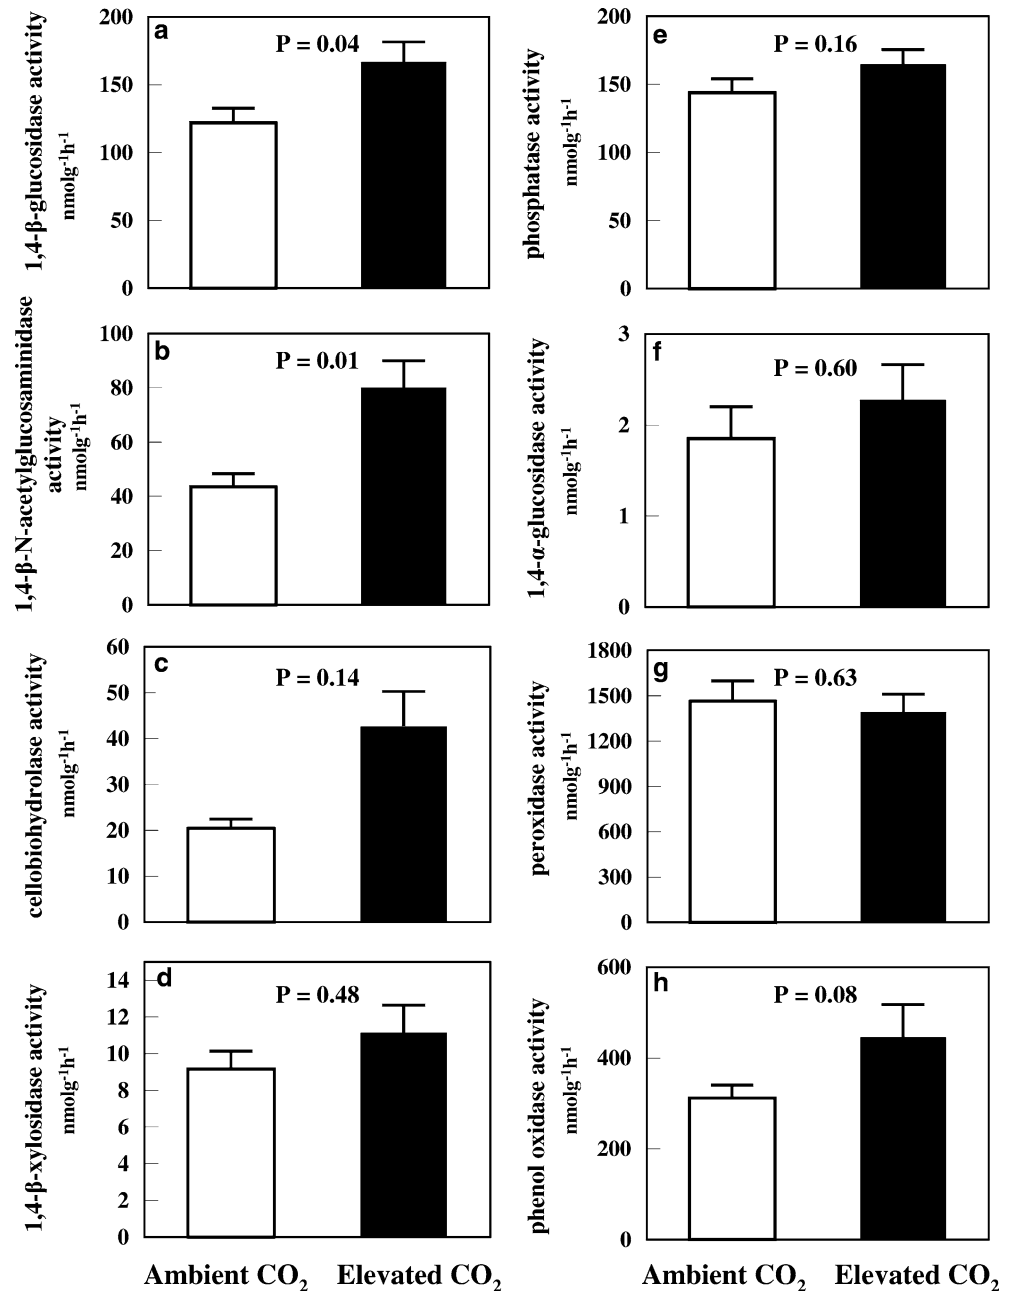 a
P = 0.04
200
150
100
50
0
1,4-β-glucosidase activity
nmolg⁻¹h⁻¹
e
P = 0.16
200
150
100
50
0
phosphatase activity
nmolg⁻¹h⁻¹
b
P = 0.01
100
80
60
40
20
0
1,4-β-N-acetylglucosaminidase
activity
nmolg⁻¹h⁻¹
f
P = 0.60
3
2
1
0
1,4-α-glucosidase activity
nmolg⁻¹h⁻¹
c
P = 0.14
60
50
40
30
20
10
0
cellobiohydrolase activity
nmolg⁻¹h⁻¹
g
P = 0.63
1800
1500
1200
900
600
300
0
peroxidase activity
nmolg⁻¹h⁻¹
d
P = 0.48
14
12
10
8
6
4
2
0
1,4-β-xylosidase activity
nmolg⁻¹h⁻¹
h
P = 0.08
600
400
200
0
phenol oxidase activity
nmolg⁻¹h⁻¹
Ambient CO₂ Elevated CO₂
Ambient CO₂ Elevated CO₂